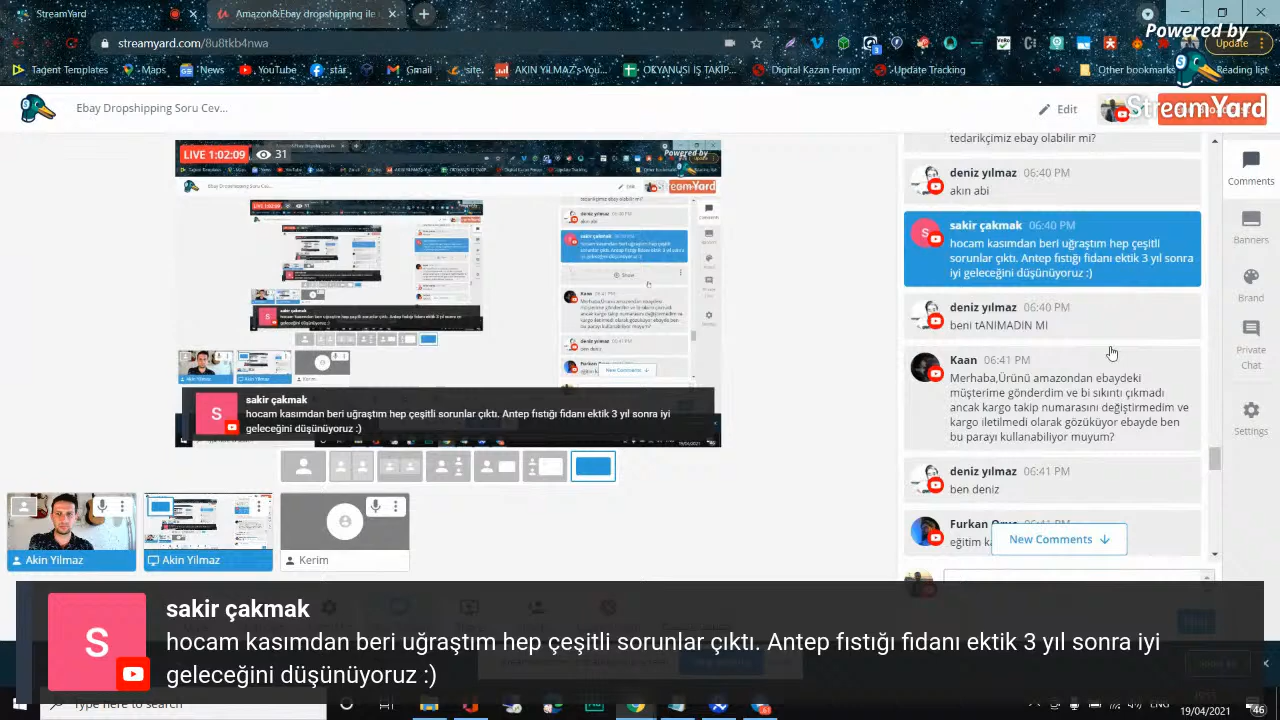 StreamYard
Amazon&Ebay dropshipping ile
streamyard.com/8u8tkb4nwa
Powered by
StreamYard
Update
Tagent Templates
Maps
News
YouTube
star
Gmail
site
AKIN YILMAZ's-You...
OKYANUSI İŞ TAKİP...
Digital Kazan Forum
Update Tracking
Other bookmarks
Reading list
Ebay Dropshipping Soru Cev...
Edit
LIVE 1:02:09
31
tedarikçimiz ebay olabilir mi?
deniz yılmaz 06:40 PM
akın abi
sakir çakmak
hocam kasımdan beri uğraştım hep çeşitli
sorunlar çıktı. Antep fıstığı fidanı ektik 3 yıl sonra
iyi geleceğini düşünüyoruz :)
deniz yılmaz 06:40 PM
beni tANIMADIN MI
kaan 06:41 PM
Merhaba,Ürünü amazondan ebaydeki
müşterime gönderdim ve bi sıkıntı çıkmadı
ancak kargo takip numarasını değiştirmedim ve
kargo iletilmedi olarak gözüküyor ebayde ben
bu parayı kullanabiliyor muyum?
deniz yılmaz 06:41 PM
ben deniz
Furkan
eğitim
New Comments
Comments
Banners
Brand
Private
Chat
Settings
sakir çakmak
hocam kasımdan beri uğraştım hep çeşitli sorunlar çıktı. Antep fıstığı fidanı ektik 3 yıl sonra iyi
geleceğini düşünüyoruz :)
Akin Yilmaz
Akin Yilmaz
Kerim
S
sakir çakmak
hocam kasımdan beri uğraştım hep çeşitli sorunlar çıktı. Antep fıstığı fidanı ektik 3 yıl sonra iyi
geleceğini düşünüyoruz :)
Type here to search
ENG
19/04/2021
46